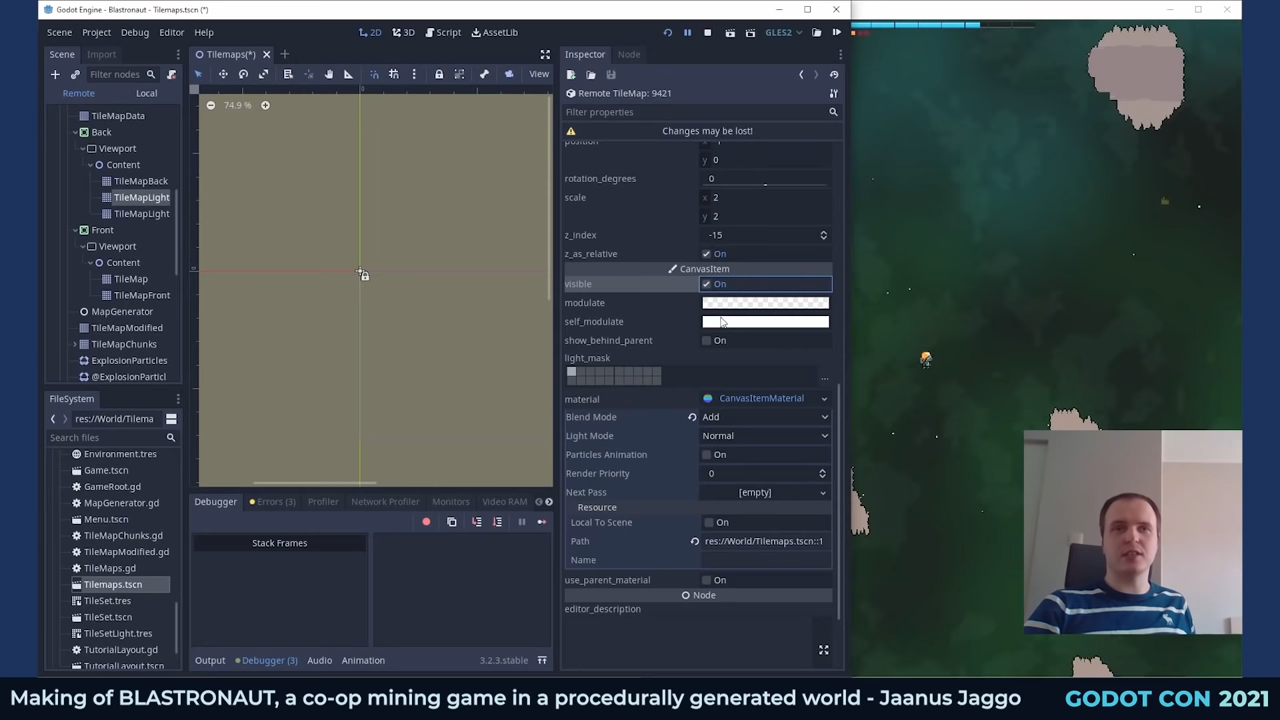 Godot Engine - Blastronaut - Tilemaps.tscn (*)
Scene Project Debug Editor Help
2D 3D Script AssetLib
GLES2
Scene Import
Filter nodes
Remote Local
TileMapData
Back
Viewport
Content
TileMapBack
TileMapLight
TileMapLight
Front
Viewport
Content
TileMap
TileMapFront
MapGenerator
TileMapModified
TileMapChunks
ExplosionParticles
@ExplosionParticl
FileSystem
res://World/Tilema
Search files
Environment.tres
Game.tscn
GameRoot.gd
MapGenerator.gd
Menu.tscn
TileMapChunks.gd
TileMapModified.gd
TileMaps.gd
Tilemaps.tscn
TileSet.tres
TileSet.tscn
TileSetLight.tres
TutorialLayout.gd
TutorialLayout.tscn
Tilemaps(*)
View
74.9 %
Debugger Errors (3) Profiler Network Profiler Monitors Video RAM
Stack Frames
Output Debugger (3) Audio Animation 3.2.3.stable
Inspector Node
Remote TileMap: 9421
Filter properties
Changes may be lost!
position x
y 0
rotation_degrees 0
scale x 2
y 2
z_index -15
z_as_relative On
CanvasItem
visible On
modulate
self_modulate
show_behind_parent On
light_mask
...
material CanvasItemMaterial
Blend Mode Add
Light Mode Normal
Particles Animation On
Render Priority 0
Next Pass [empty]
Resource
Local To Scene On
Path res://World/Tilemaps.tscn::1
Name
use_parent_material On
Node
editor_description
Making of BLASTRONAUT, a co-op mining game in a procedurally generated world - Jaanus Jaggo
GODOT CON 2021